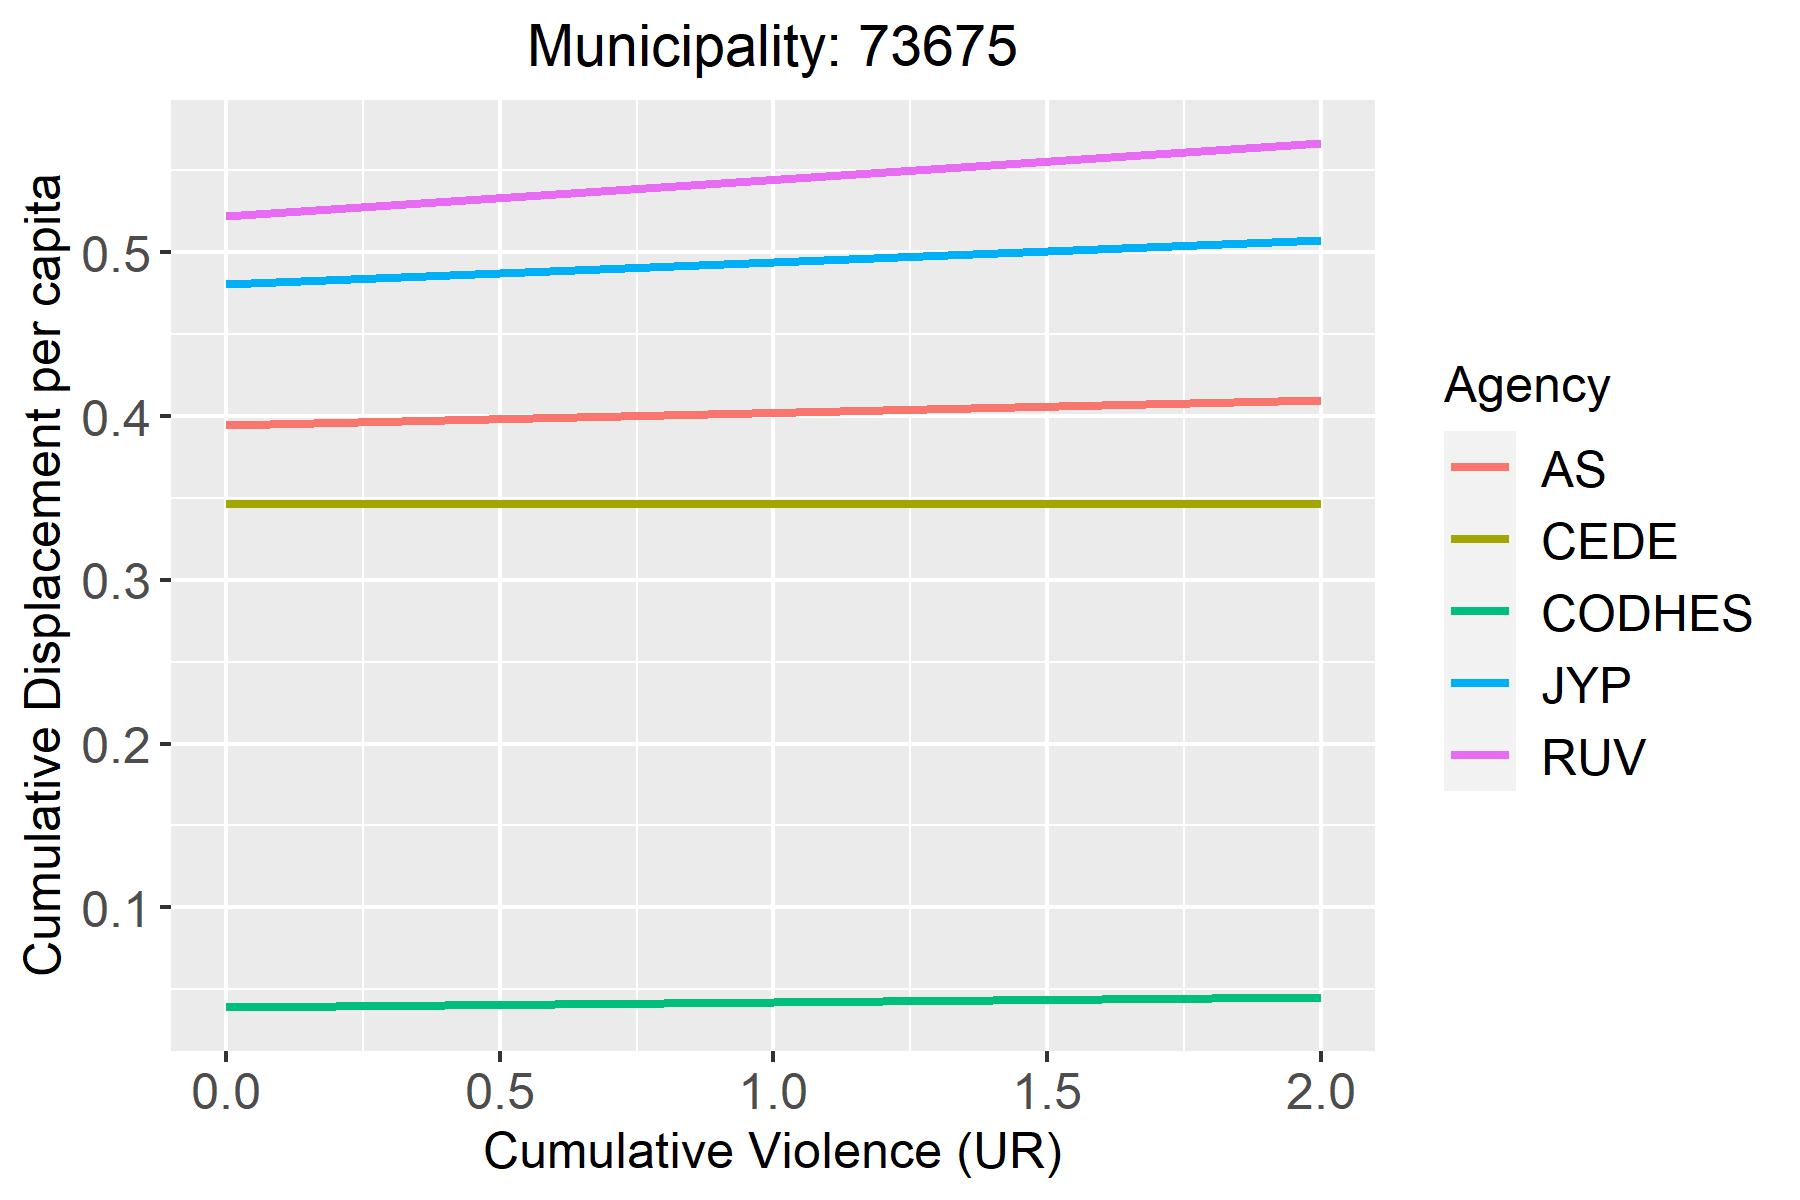 Municipality: 73675
Cumulative Displacement per capita
0.5
0.4
0.3
0.2
0.1
0.0 0.5 1.0 1.5 2.0
Cumulative Violence (UR)
Agency
AS
CEDE
CODHES
JYP
RUV